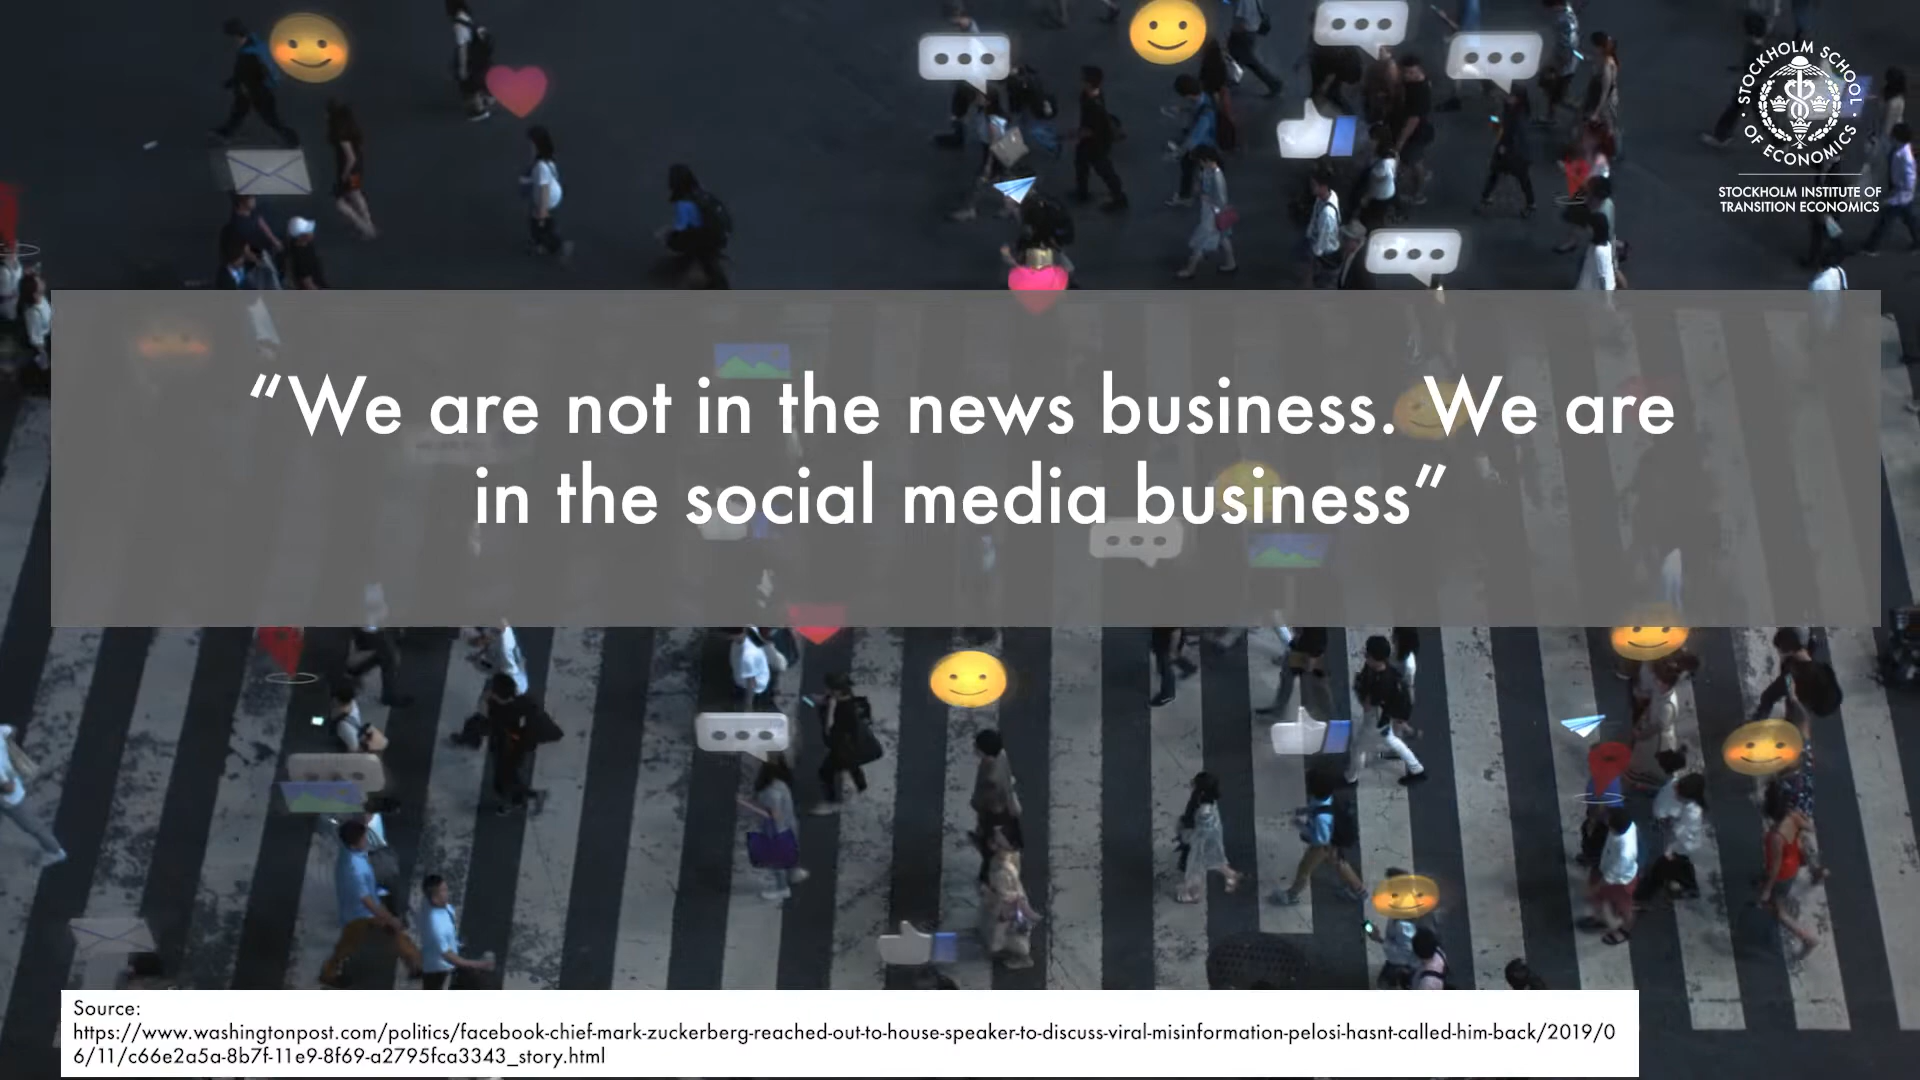 STOCKHOLM SCHOOL
OF ECONOMICS
STOCKHOLM INSTITUTE OF
TRANSITION ECONOMICS
“We are not in the news business. We are
in the social media business”
Source:
https://www.washingtonpost.com/politics/facebook-chief-mark-zuckerberg-reached-out-to-house-speaker-to-discuss-viral-misinformation-pelosi-hasnt-called-him-back/2019/0
6/11/c66e2a5a-8b7f-11e9-8f69-a2795fca3343_story.html